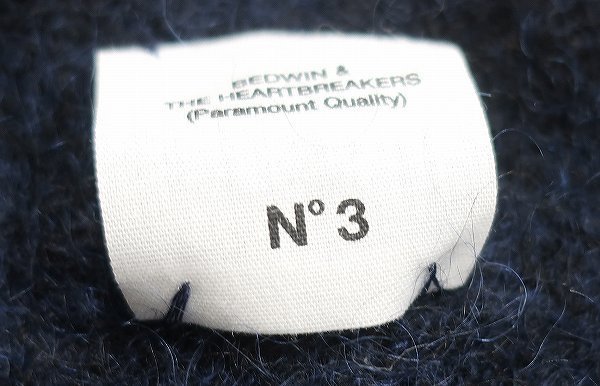 BEDWIN &
THE HEARTBREAKERS
(Paramount Quality)
N° 3